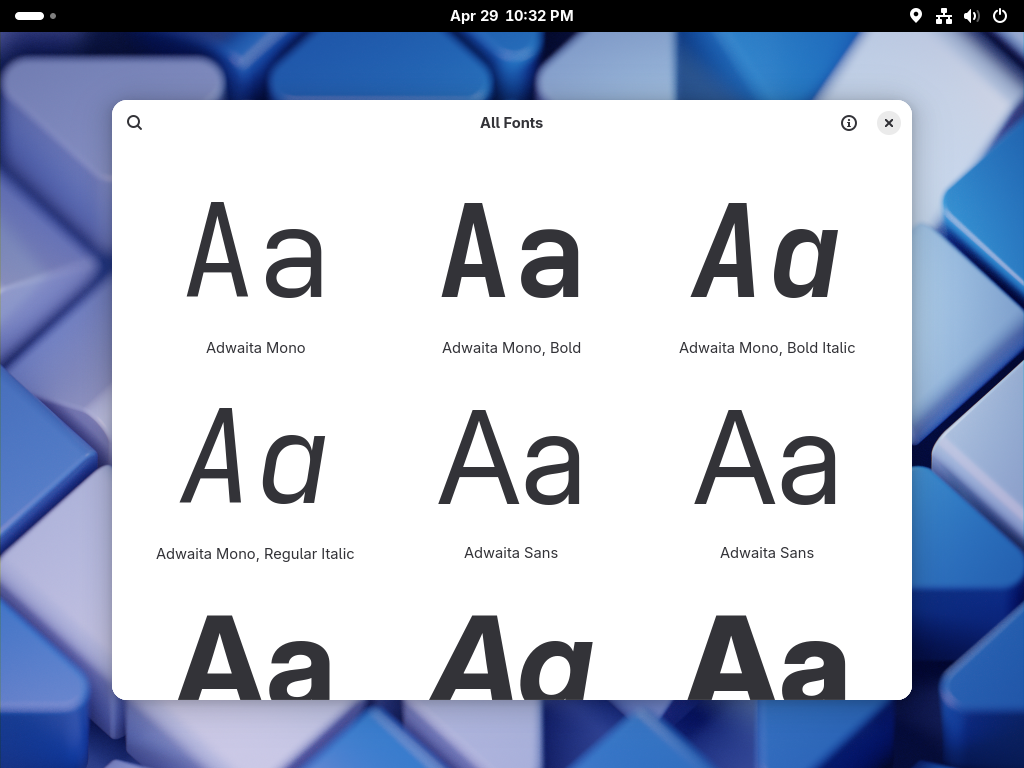 Apr 29 10:32 PM
All Fonts
Aa Aa Aa
Adwaita Mono Adwaita Mono, Bold Adwaita Mono, Bold Italic
Aa Aa Aa
Adwaita Mono, Regular Italic Adwaita Sans Adwaita Sans
Aa Aa Aa